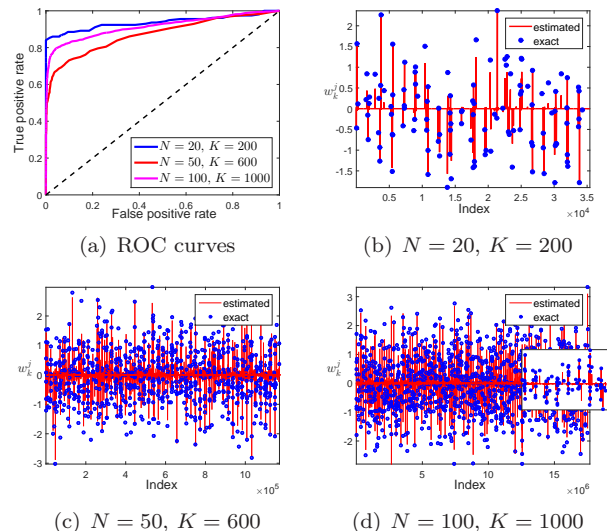 1
0.8
0.6
0.4
0.2
0
0
0.2
0.4
0.6
0.8
1
True positive rate
False positive rate
N = 20, K = 200
N = 50, K = 600
N = 100, K = 1000
(a) ROC curves
2
1.5
1
0.5
0
-0.5
-1
-1.5
w_k^j
0.5
1
1.5
2
2.5
3
3.5
Index
×10^4
estimated
exact
(b) N = 20, K = 200
2
1
0
-1
-2
-3
w_k^j
2
4
6
8
10
Index
×10^5
estimated
exact
(c) N = 50, K = 600
3
2
1
0
-1
-2
w_k^j
5
10
15
Index
×10^6
estimated
exact
(d) N = 100, K = 1000